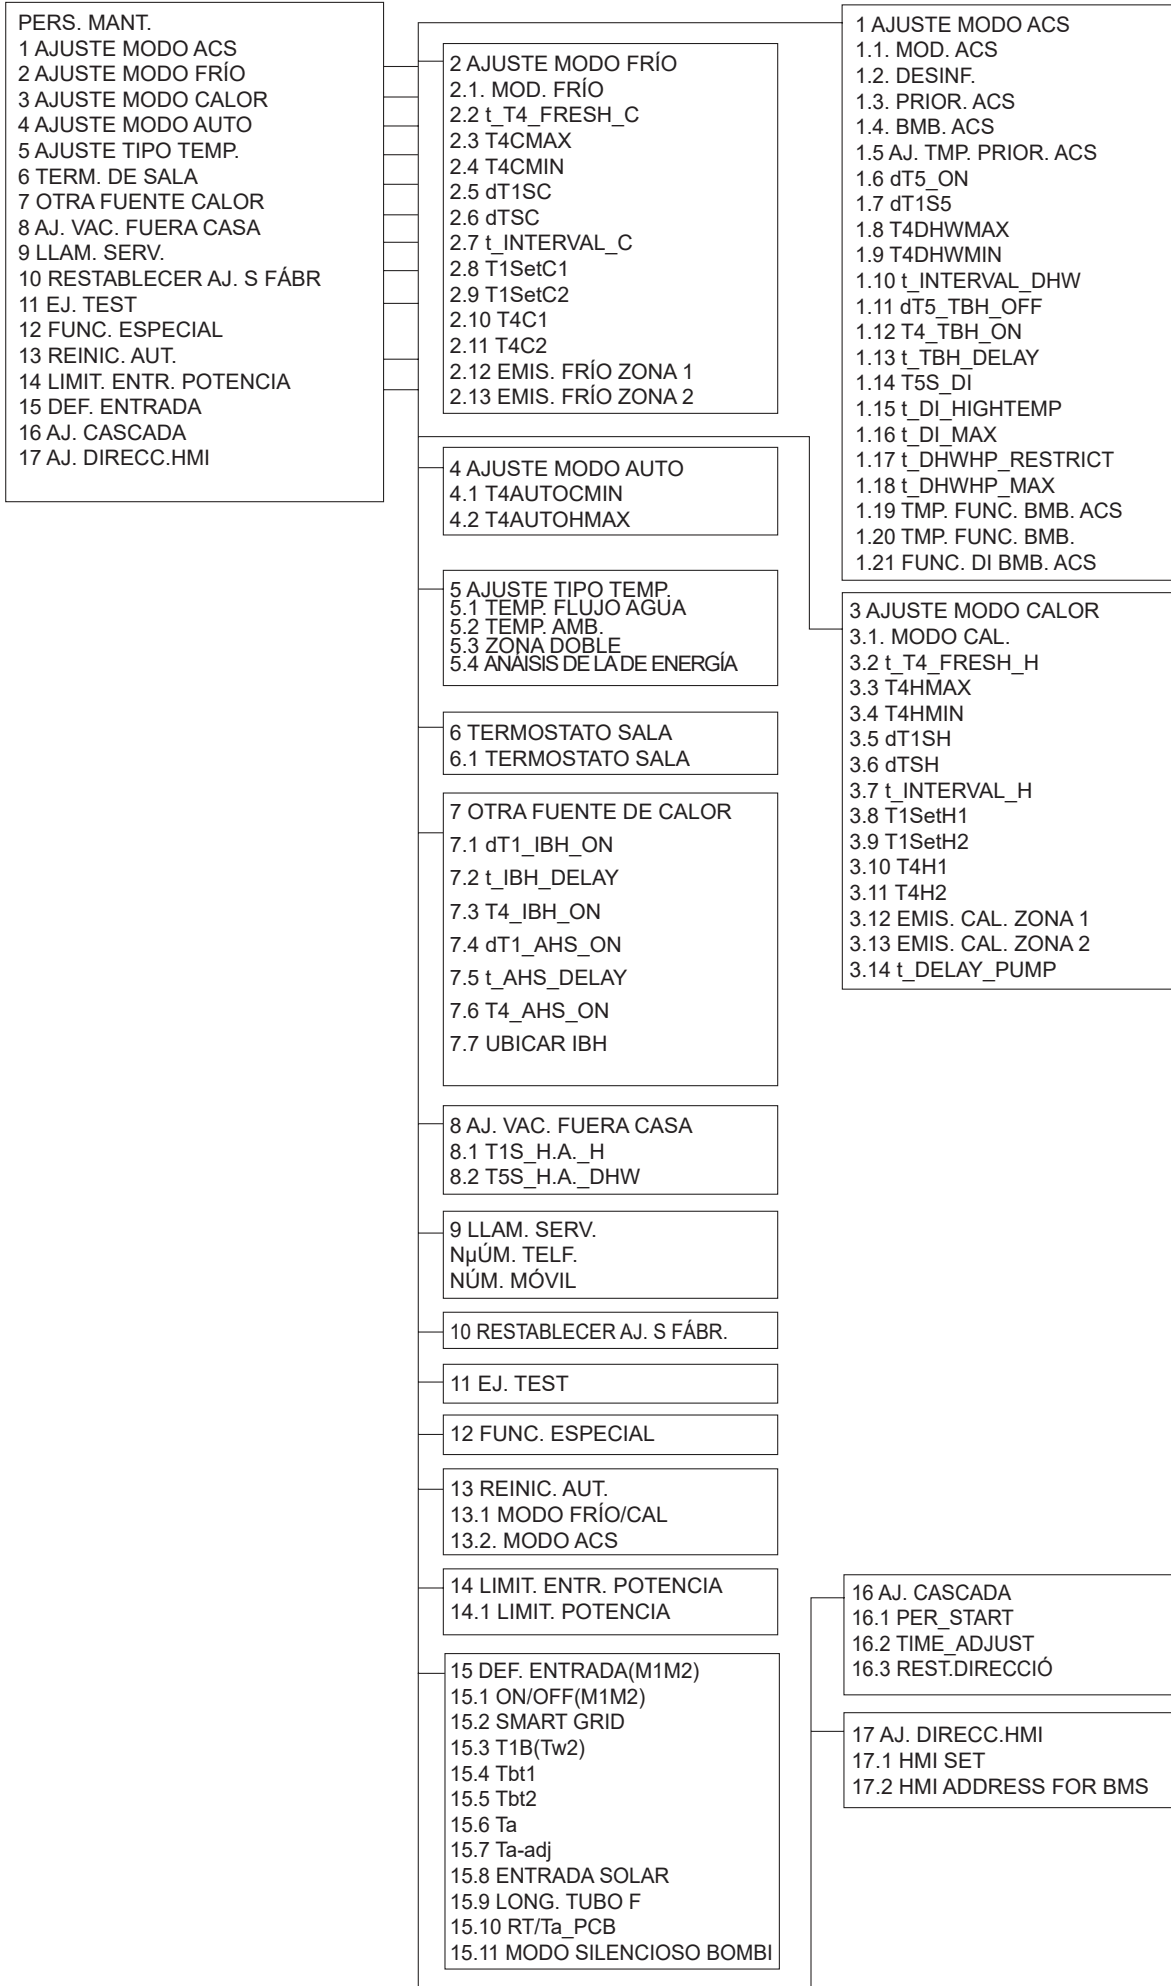 PERS. MANT.
1 AJUSTE MODO ACS
2 AJUSTE MODO FRÍO
3 AJUSTE MODO CALOR
4 AJUSTE MODO AUTO
5 AJUSTE TIPO TEMP.
6 TERM. DE SALA
7 OTRA FUENTE CALOR
8 AJ. VAC. FUERA CASA
9 LLAM. SERV.
10 RESTABLECER AJ. S FÁBR
11 EJ. TEST
12 FUNC. ESPECIAL
13 REINIC. AUT.
14 LIMIT. ENTR. POTENCIA
15 DEF. ENTRADA
16 AJ. CASCADA
17 AJ. DIRECC.HMI
1 AJUSTE MODO ACS
1.1. MOD. ACS
1.2. DESINF.
1.3. PRIOR. ACS
1.4. BMB. ACS
1.5 AJ. TMP. PRIOR. ACS
1.6 dT5_ON
1.7 dT1S5
1.8 T4DHWMAX
1.9 T4DHWMIN
1.10 t_INTERVAL_DHW
1.11 dT5_TBH_OFF
1.12 T4_TBH_ON
1.13 t_TBH_DELAY
1.14 T5S_DI
1.15 t_DI_HIGHTEMP
1.16 t_DI_MAX
1.17 t_DHWHP_RESTRICT
1.18 t_DHWHP_MAX
1.19 TMP. FUNC. BMB. ACS
1.20 TMP. FUNC. BMB.
1.21 FUNC. DI BMB. ACS
2 AJUSTE MODO FRÍO
2.1. MOD. FRÍO
2.2 t_T4_FRESH_C
2.3 T4CMAX
2.4 T4CMIN
2.5 dT1SC
2.6 dTSC
2.7 t_INTERVAL_C
2.8 T1SetC1
2.9 T1SetC2
2.10 T4C1
2.11 T4C2
2.12 EMIS. FRÍO ZONA 1
2.13 EMIS. FRÍO ZONA 2
3 AJUSTE MODO CALOR
3.1. MODO CAL.
3.2 t_T4_FRESH_H
3.3 T4HMAX
3.4 T4HMIN
3.5 dT1SH
3.6 dTSH
3.7 t_INTERVAL_H
3.8 T1SetH1
3.9 T1SetH2
3.10 T4H1
3.11 T4H2
3.12 EMIS. CAL. ZONA 1
3.13 EMIS. CAL. ZONA 2
3.14 t_DELAY_PUMP
4 AJUSTE MODO AUTO
4.1 T4AUTOCMIN
4.2 T4AUTOHMAX
5 AJUSTE TIPO TEMP.
5.1 TEMP. FLUJO AGUA
5.2 TEMP. AMB.
5.3 ZONA DOBLE
5.4 ANÁISIS DE LA DE ENERGÍA
6 TERMOSTATO SALA
6.1 TERMOSTATO SALA
7 OTRA FUENTE DE CALOR
7.1 dT1_IBH_ON
7.2 t_IBH_DELAY
7.3 T4_IBH_ON
7.4 dT1_AHS_ON
7.5 t_AHS_DELAY
7.6 T4_AHS_ON
7.7 UBICAR IBH
8 AJ. VAC. FUERA CASA
8.1 T1S_H.A._H
8.2 T5S_H.A._DHW
9 LLAM. SERV.
NµÚM. TELF.
NÚM. MÓVIL
10 RESTABLECER AJ. S FÁBR.
11 EJ. TEST
12 FUNC. ESPECIAL
13 REINIC. AUT.
13.1 MODO FRÍO/CAL
13.2. MODO ACS
14 LIMIT. ENTR. POTENCIA
14.1 LIMIT. POTENCIA
15 DEF. ENTRADA(M1M2)
15.1 ON/OFF(M1M2)
15.2 SMART GRID
15.3 T1B(Tw2)
15.4 Tbt1
15.5 Tbt2
15.6 Ta
15.7 Ta-adj
15.8 ENTRADA SOLAR
15.9 LONG. TUBO F
15.10 RT/Ta_PCB
15.11 MODO SILENCIOSO BOMBI
16 AJ. CASCADA
16.1 PER_START
16.2 TIME_ADJUST
16.3 REST.DIRECCIÓ
17 AJ. DIRECC.HMI
17.1 HMI SET
17.2 HMI ADDRESS FOR BMS